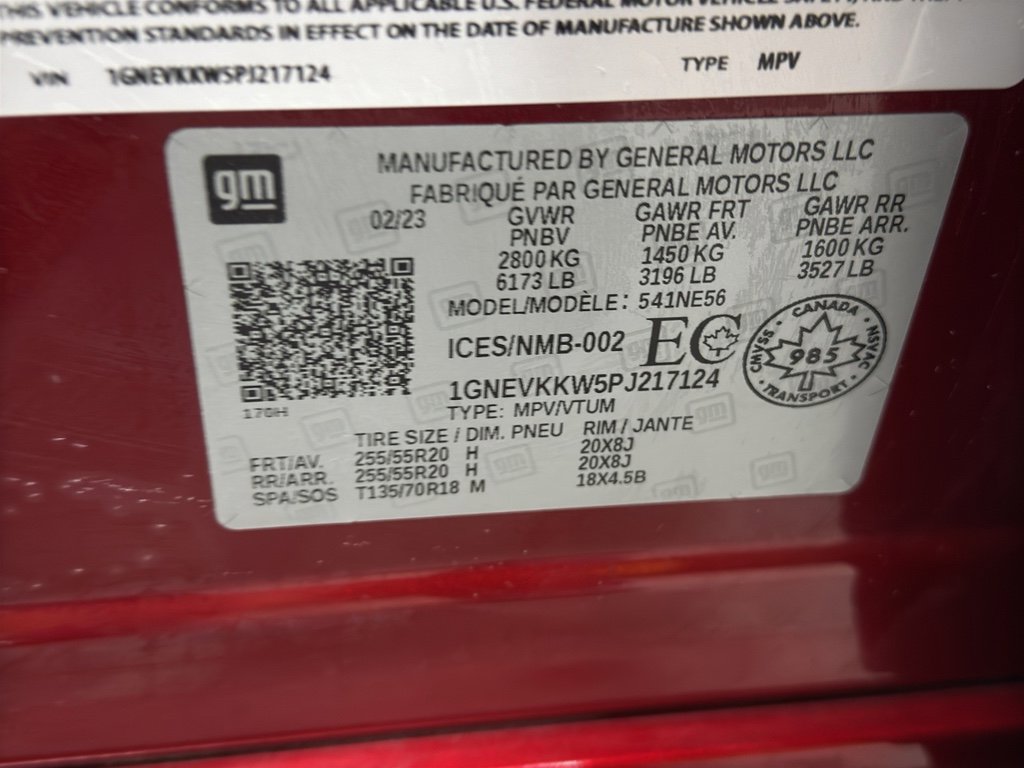 THIS VEHICLE CONFORMS TO ALL APPLICABLE U.S. FEDERAL MOTOR VEHICLE SAFETY, AND THEFT
PREVENTION STANDARDS IN EFFECT ON THE DATE OF MANUFACTURE SHOWN ABOVE.
VIN 1GNEVKKW5PJ217124 TYPE MPV
gm
MANUFACTURED BY GENERAL MOTORS LLC
FABRIQUÉ PAR GENERAL MOTORS LLC
02/23 GVWR GAWR FRT GAWR RR
PNBV PNBE AV. PNBE ARR.
2800 KG 1450 KG 1600 KG
6173 LB 3196 LB 3527 LB
MODEL/MODÈLE: 541NE56
ICES/NMB-002 EC
CANADA
CMVSS 985 NSVAC
TRANSPORT
1GNEVKKW5PJ217124
170H
TYPE: MPV/VTUM
TIRE SIZE / DIM. PNEU RIM / JANTE
FRT/AV. 255/55R20 H 20X8J
RR/ARR. 255/55R20 H 20X8J
SPA/SOS T135/70R18 M 18X4.5B